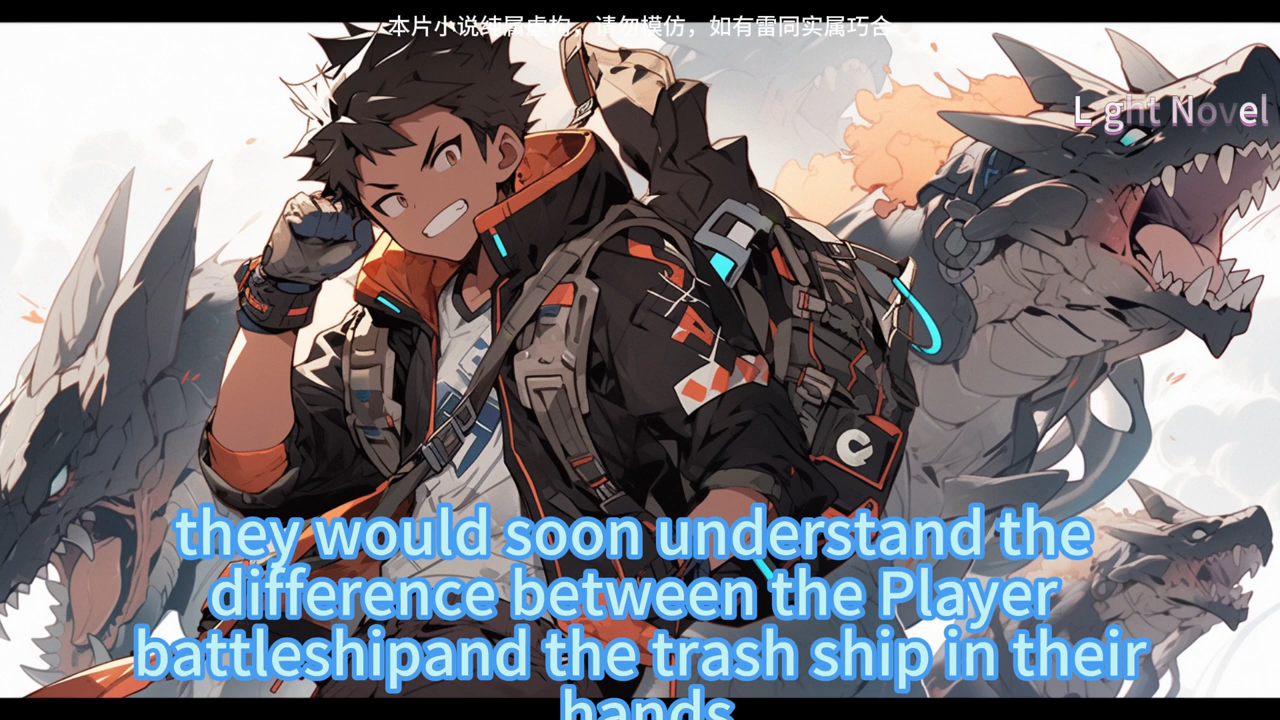 本片小说纯属虚构，请勿模仿，如有雷同实属巧合
Light Novel
they would soon understand the
difference between the Player
battleshipand the trash ship in their
hands